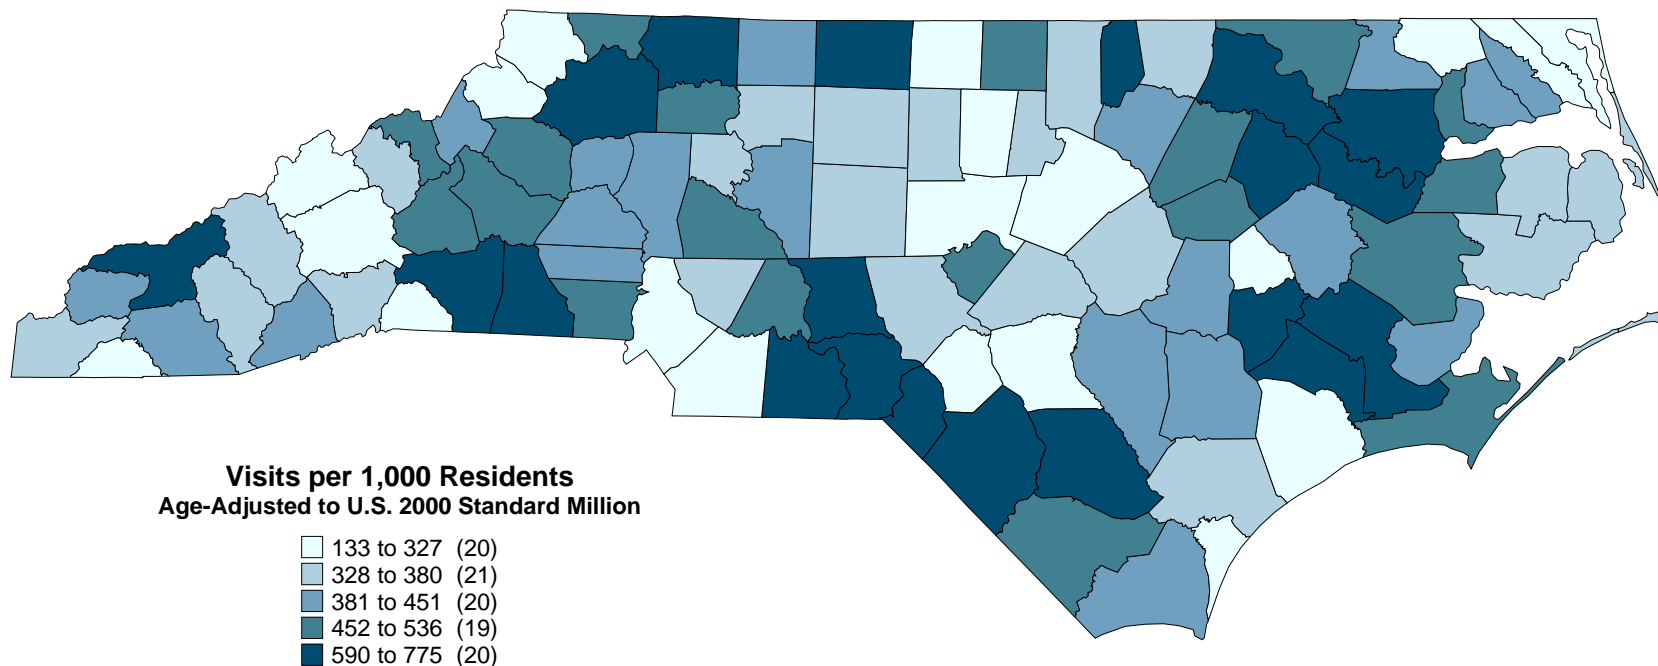 Visits per 1,000 Residents
Age-Adjusted to U.S. 2000 Standard Million
133 to 327 (20)
328 to 380 (21)
381 to 451 (20)
452 to 536 (19)
590 to 775 (20)